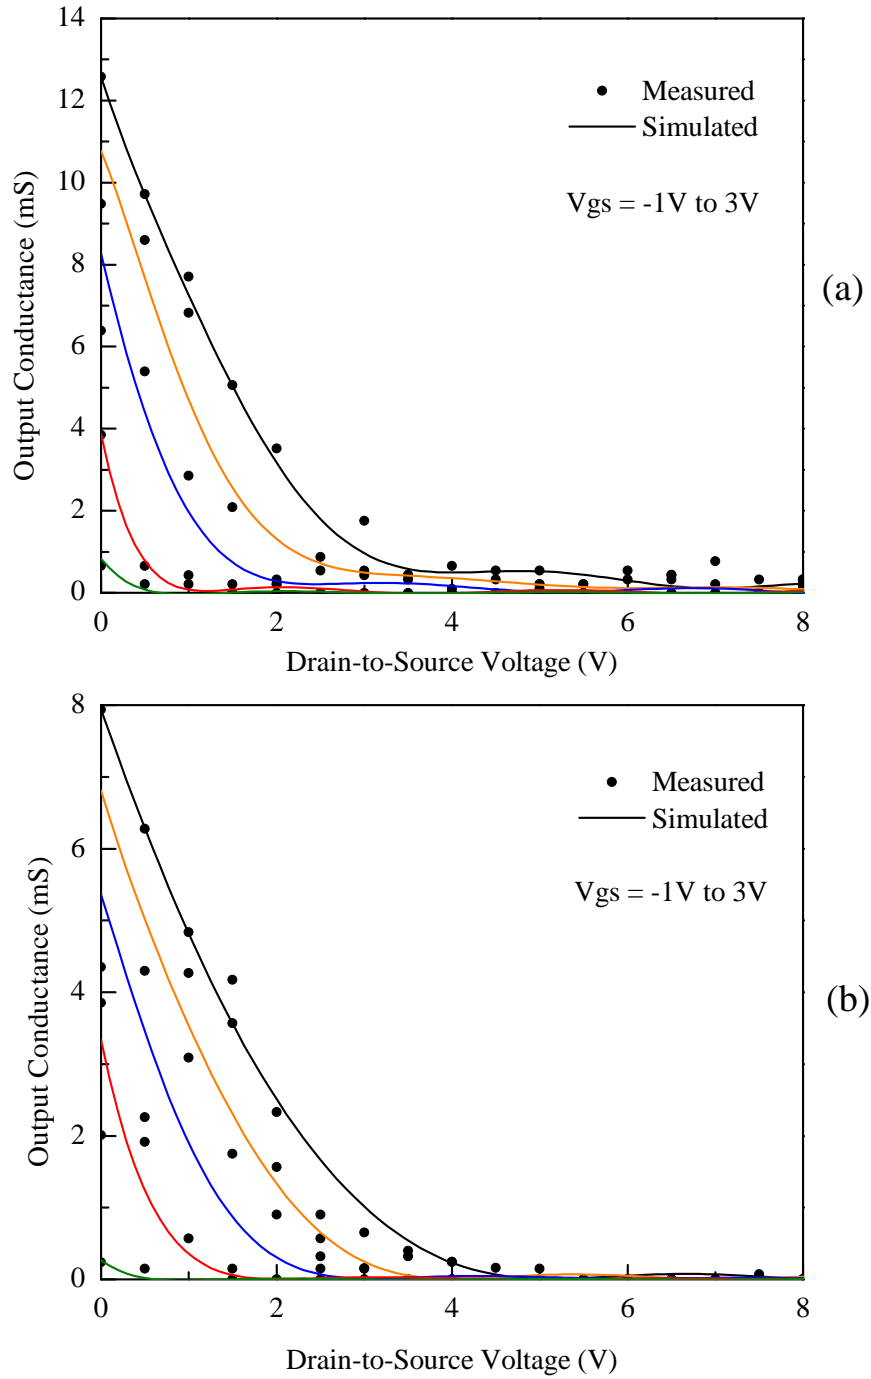 14
12
10
8
6
4
2
0
Output Conductance (mS)
Measured
Simulated
Vgs = -1V to 3V
(a)
0 2 4 6 8
Drain-to-Source Voltage (V)
8
6
4
2
0
Output Conductance (mS)
Measured
Simulated
Vgs = -1V to 3V
(b)
0 2 4 6 8
Drain-to-Source Voltage (V)